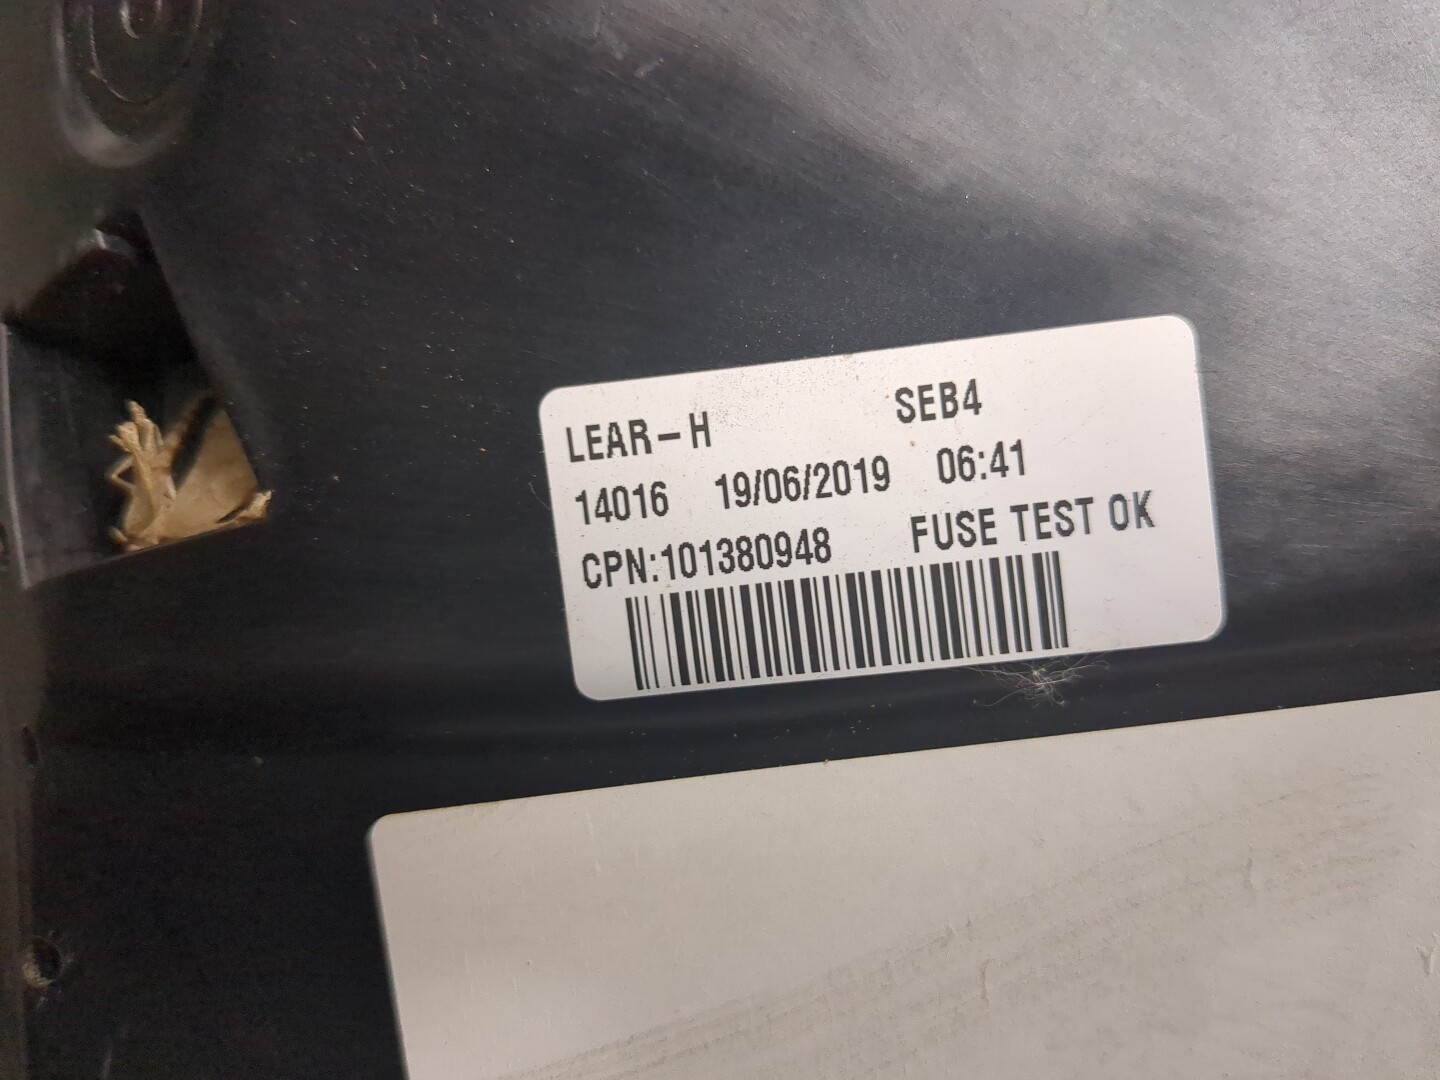 LEAR-H SEB4
14016 19/06/2019 06:41
CPN:101380948 FUSE TEST OK